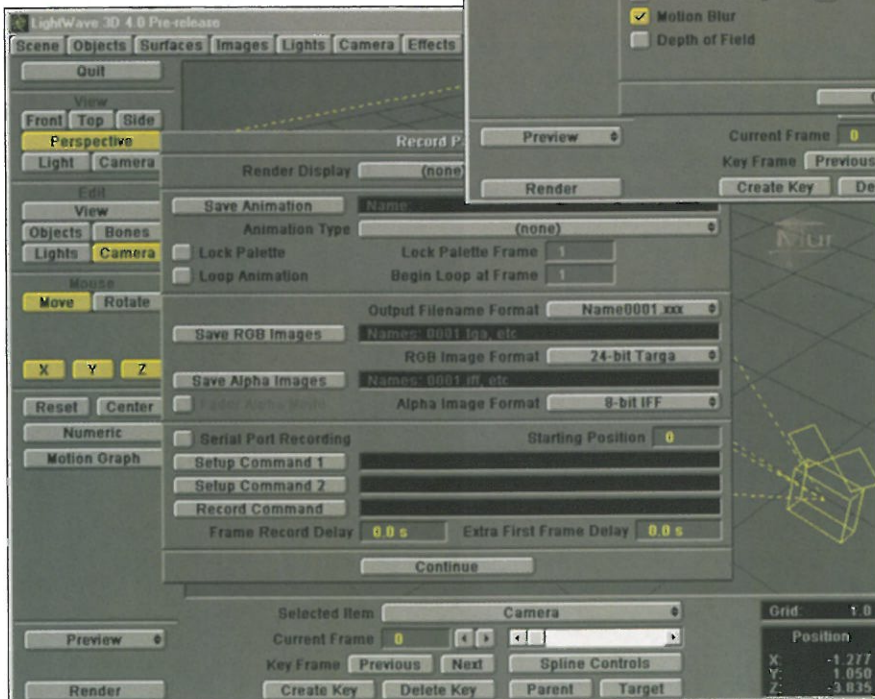 LightWave 3D 4.0 Pre-release
Scene Objects Surfaces Images Lights Camera Effects
Quit
View
Front Top Side
Perspective
Light Camera
Edit
View
Objects Bones
Lights Camera
Mouse
Move Rotate
X Y Z
Reset Center
Numeric
Motion Graph
Preview
Render
Motion Blur
Depth of Field
Preview
Current Frame 0
Key Frame Previous
Render
Create Key De
Record P
Render Display (none)
Save Animation Name:
Animation Type (none)
Lock Palette Lock Palette Frame 1
Loop Animation Begin Loop at Frame 1
Output Filename Format Name0001.xxx
Save RGB Images Names: 0001.tga, etc
RGB Image Format 24-bit Targa
Save Alpha Images Names: 0001.iff, etc
Fader Alpha Mode Alpha Image Format 8-bit IFF
Serial Port Recording Starting Position 0
Setup Command 1
Setup Command 2
Record Command
Frame Record Delay 0.0 s Extra First Frame Delay 0.0 s
Continue
Selected Item Camera
Current Frame 0
Key Frame Previous Next Spline Controls
Create Key Delete Key Parent Target
Grid: 1.0
Position
X: -1.277
Y: 1.050
Z: -3.835